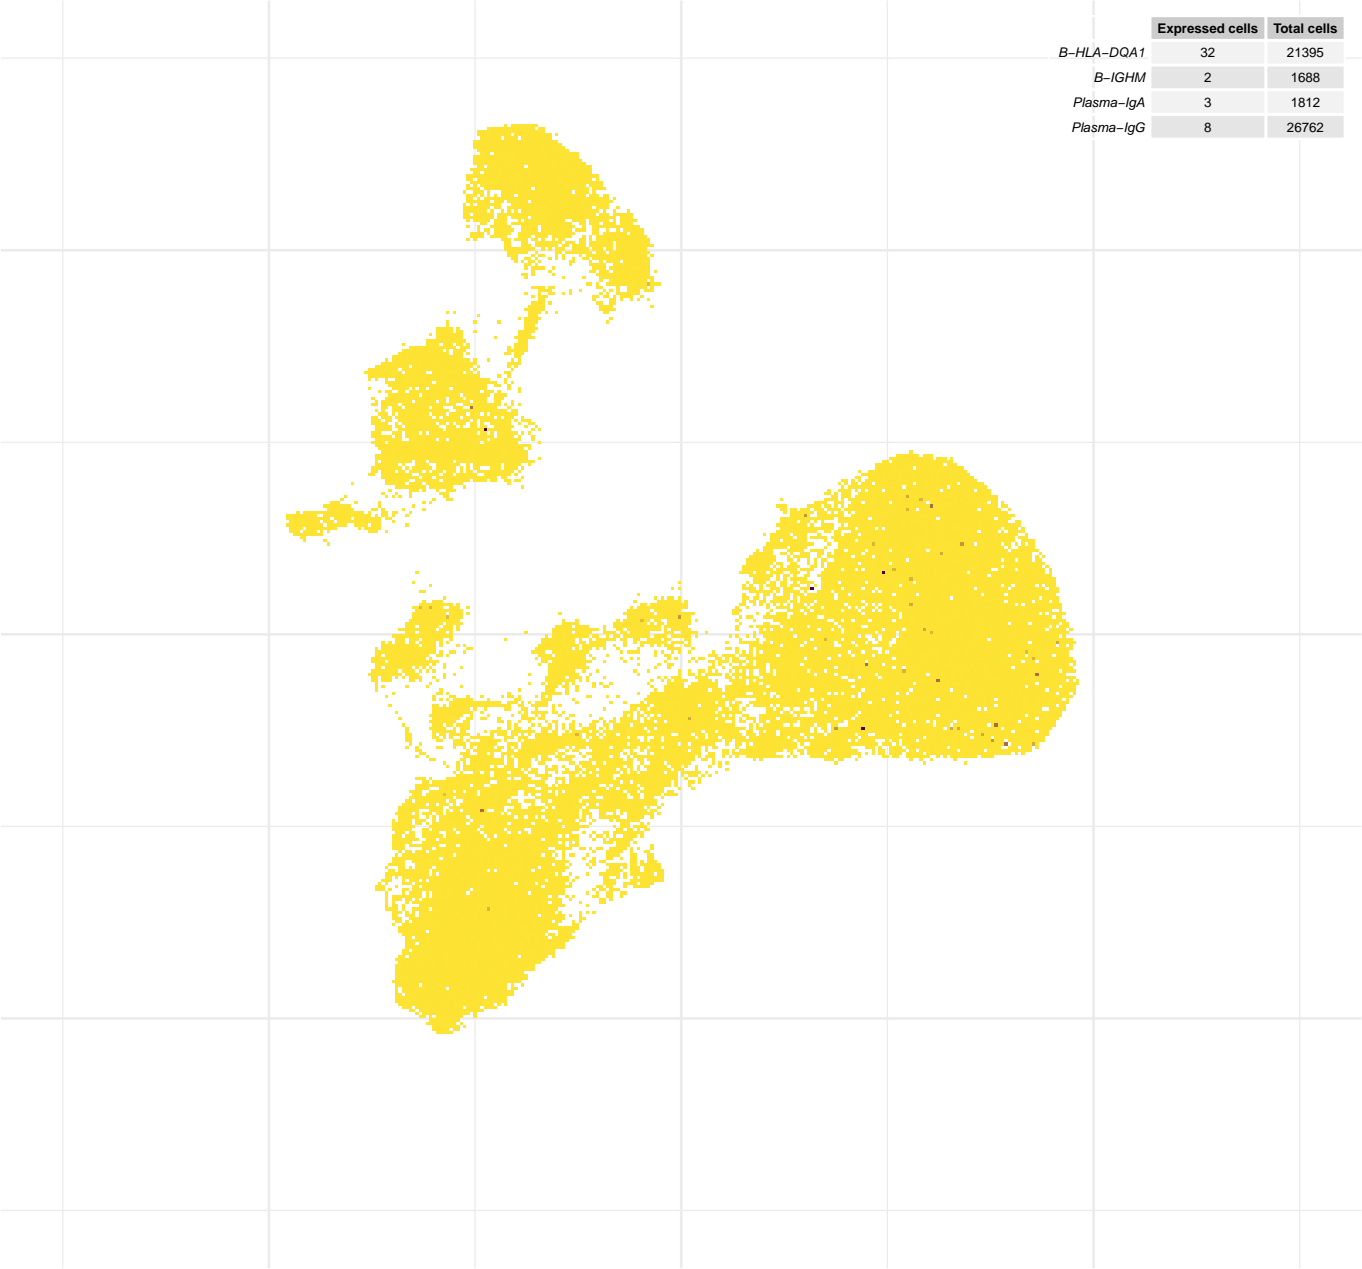 Expressed cells Total cells
B−HLA−DQA1 32 21395
B−IGHM 2 1688
Plasma−IgA 3 1812
Plasma−IgG 8 26762